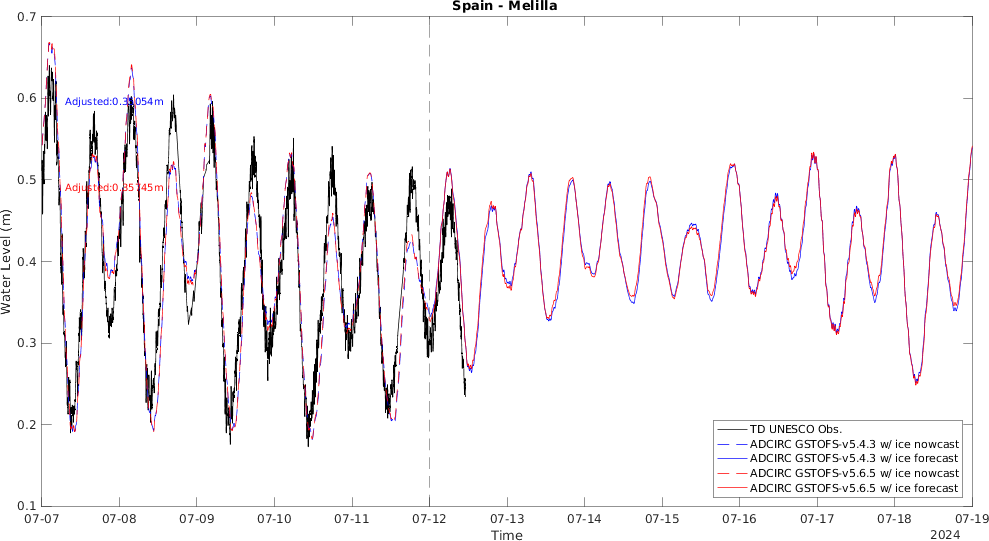 Spain - Melilla
Water Level (m)
0.7
0.6
0.5
0.4
0.3
0.2
0.1
Adjusted:0.35054m
Adjusted:0.35745m
TD UNESCO Obs.
ADCIRC GSTOFS-v5.4.3 w/ ice nowcast
ADCIRC GSTOFS-v5.4.3 w/ ice forecast
ADCIRC GSTOFS-v5.6.5 w/ ice nowcast
ADCIRC GSTOFS-v5.6.5 w/ ice forecast
07-07 07-08 07-09 07-10 07-11 07-12 07-13 07-14 07-15 07-16 07-17 07-18 07-19
Time
2024